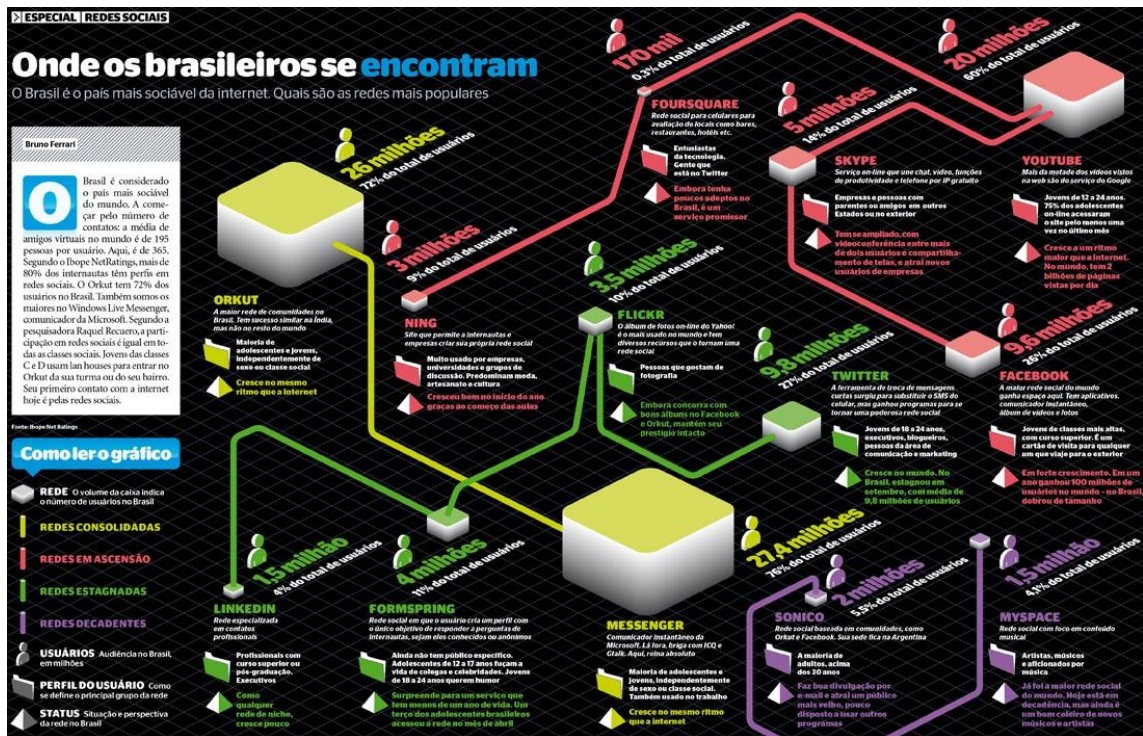 ESPECIAL REDES SOCIAIS
Onde os brasileiros se encontram
O Brasil é o país mais sociável da internet. Quais são as redes mais populares
Bruno Ferrari
O Brasil é considerado
o país mais sociável
do mundo. A come-
çar pelo número de
contatos: a média de
amigos virtuais no mundo é de 195
pessoas por usuário. Aqui, é de 365.
Segundo o Ibope NetRatings, mais de
80% dos internautas têm perfis em
redes sociais. O Orkut tem 72% dos
usuários no Brasil. Também somos os
maiores no Windows Live Messenger,
comunicador da Microsoft. Segundo a
pesquisadora Raquel Recuero, a parti-
cipação em redes sociais é igual em to-
das as classes sociais. Jovens das classes
C e D usam lan houses para entrar no
Orkut da sua turma ou do seu bairro.
Seu primeiro contato com a internet
hoje é pelas redes sociais.
Fonte: Ibope Net Ratings
Como ler o gráfico
REDE O volume da caixa indica
o número de usuários no Brasil
REDES CONSOLIDADAS
REDES EM ASCENSÃO
REDES ESTAGNADAS
REDES DECADENTES
USUÁRIOS Audiência no Brasil,
em milhões
PERFIL DO USUÁRIO Como
se define o principal grupo da rede
STATUS Situação e perspectiva
da rede no Brasil
26 milhões
72% do total de usuários
ORKUT
A maior rede de comunidades no
Brasil. Tem sucesso similar na Índia,
mas não no resto do mundo
Maioria de
adolescentes e jovens,
independentemente de
sexo ou classe social
Cresce no mesmo
ritmo que a internet
3 milhões
9% do total de usuários
NING
Site que permite a internautas e
empresas criar sua própria rede social
Muito usado por empresas,
universidades e grupos de
discussão. Predominam moda,
artesanato e cultura
Cresceu bem no início do ano
graças ao começo das aulas
170 mil
0,3% do total de usuários
FOURSQUARE
Rede social para celulares para
avaliação de locais como bares,
restaurantes, hotéis etc.
Entusiastas
da tecnologia.
Gente que
está no Twitter
Embora tenha
poucos adeptos no
Brasil, é um
serviço promissor
5 milhões
14% do total de usuários
SKYPE
Serviço on-line que une chat, vídeo, funções
de produtividade e telefone por IP gratuito
Empresas e pessoas com
parentes ou amigos em outros
Estados ou no exterior
Tem se ampliado, com
videoconferência entre mais
de dois usuários e compartilha-
mento de telas, e atrai novos
usuários de empresas
20 milhões
60% do total de usuários
YOUTUBE
Mais da metade dos vídeos vistos
na web são do serviço do Google
Jovens de 12 a 24 anos.
75% dos adolescentes
on-line acessaram
o site pelo menos uma
vez no último mês
Cresce a um ritmo
maior que a internet.
No mundo, tem 2
bilhões de páginas
vistas por dia
3,5 milhões
10% do total de usuários
FLICKR
O álbum de fotos on-line do Yahoo!
é o mais usado no mundo e tem
diversos recursos que o tornam uma
rede social
Pessoas que gostam de
fotografia
Embora concorra com
bons álbuns no Facebook
e Orkut, mantém seu
prestígio intacto
9,8 milhões
27% do total de usuários
TWITTER
A ferramenta de troca de mensagens
curtas surgiu para substituir o SMS do
celular, mas ganhou programas para se
tornar uma poderosa rede social
Jovens de 18 a 24 anos,
executivos, blogueiros,
pessoas da área de
comunicação e marketing
Cresce no mundo. No
Brasil, estagnou em
setembro, com média de
9,8 milhões de usuários
9,6 milhões
26% do total de usuários
FACEBOOK
A maior rede social do mundo
ganha espaço aqui. Tem aplicativos,
comunicador instantâneo,
álbum de vídeos e fotos
Jovens de classes mais altas,
com curso superior. É um
cartão de visita para qualquer
um que viaje para o exterior
Em forte crescimento. Em um
ano ganhou 100 milhões de
usuários no mundo – no Brasil,
dobrou de tamanho
1,5 milhão
4% do total de usuários
LINKEDIN
Rede especializada
em contatos
profissionais
Profissionais com
curso superior ou
pós-graduação.
Executivos
Como
qualquer
rede de nicho,
cresce pouco
4 milhões
11% do total de usuários
FORMSPRING
Rede social em que o usuário cria um perfil com
o único objetivo de responder a perguntas de
internautas, sejam eles conhecidos ou anônimos
Ainda não tem público específico.
Adolescentes de 12 a 17 anos fuçam a
vida de colegas e celebridades. Jovens
de 18 a 24 anos querem humor
Surpreende para um serviço que
tem menos de um ano de vida. Um
terço dos adolescentes brasileiros
acessou a rede no mês de abril
27,4 milhões
76% do total de usuários
MESSENGER
Comunicador instantâneo da
Microsoft. Lá fora, briga com ICQ e
Gtalk. Aqui, reina absoluto
Maioria de adolescentes e
jovens, independentemente
de sexo ou classe social.
Também usado no trabalho
Cresce no mesmo ritmo
que a internet
2 milhões
5,5% do total de usuários
SONICO
Rede social baseada em comunidades, como
Orkut e Facebook. Sua sede fica na Argentina
A maioria de
adultos, acima
dos 30 anos
Faz boa divulgação por
e-mail e atrai um público
mais velho, pouco
disposto a usar outros
programas
1,5 milhão
4,1% do total de usuários
MYSPACE
Rede social com foco em conteúdo
musical
Artistas, músicos
e aficionados por
música
Já foi a maior rede social
do mundo. Hoje está em
decadência, mas ainda é
um bom celeiro de novos
músicos e artistas